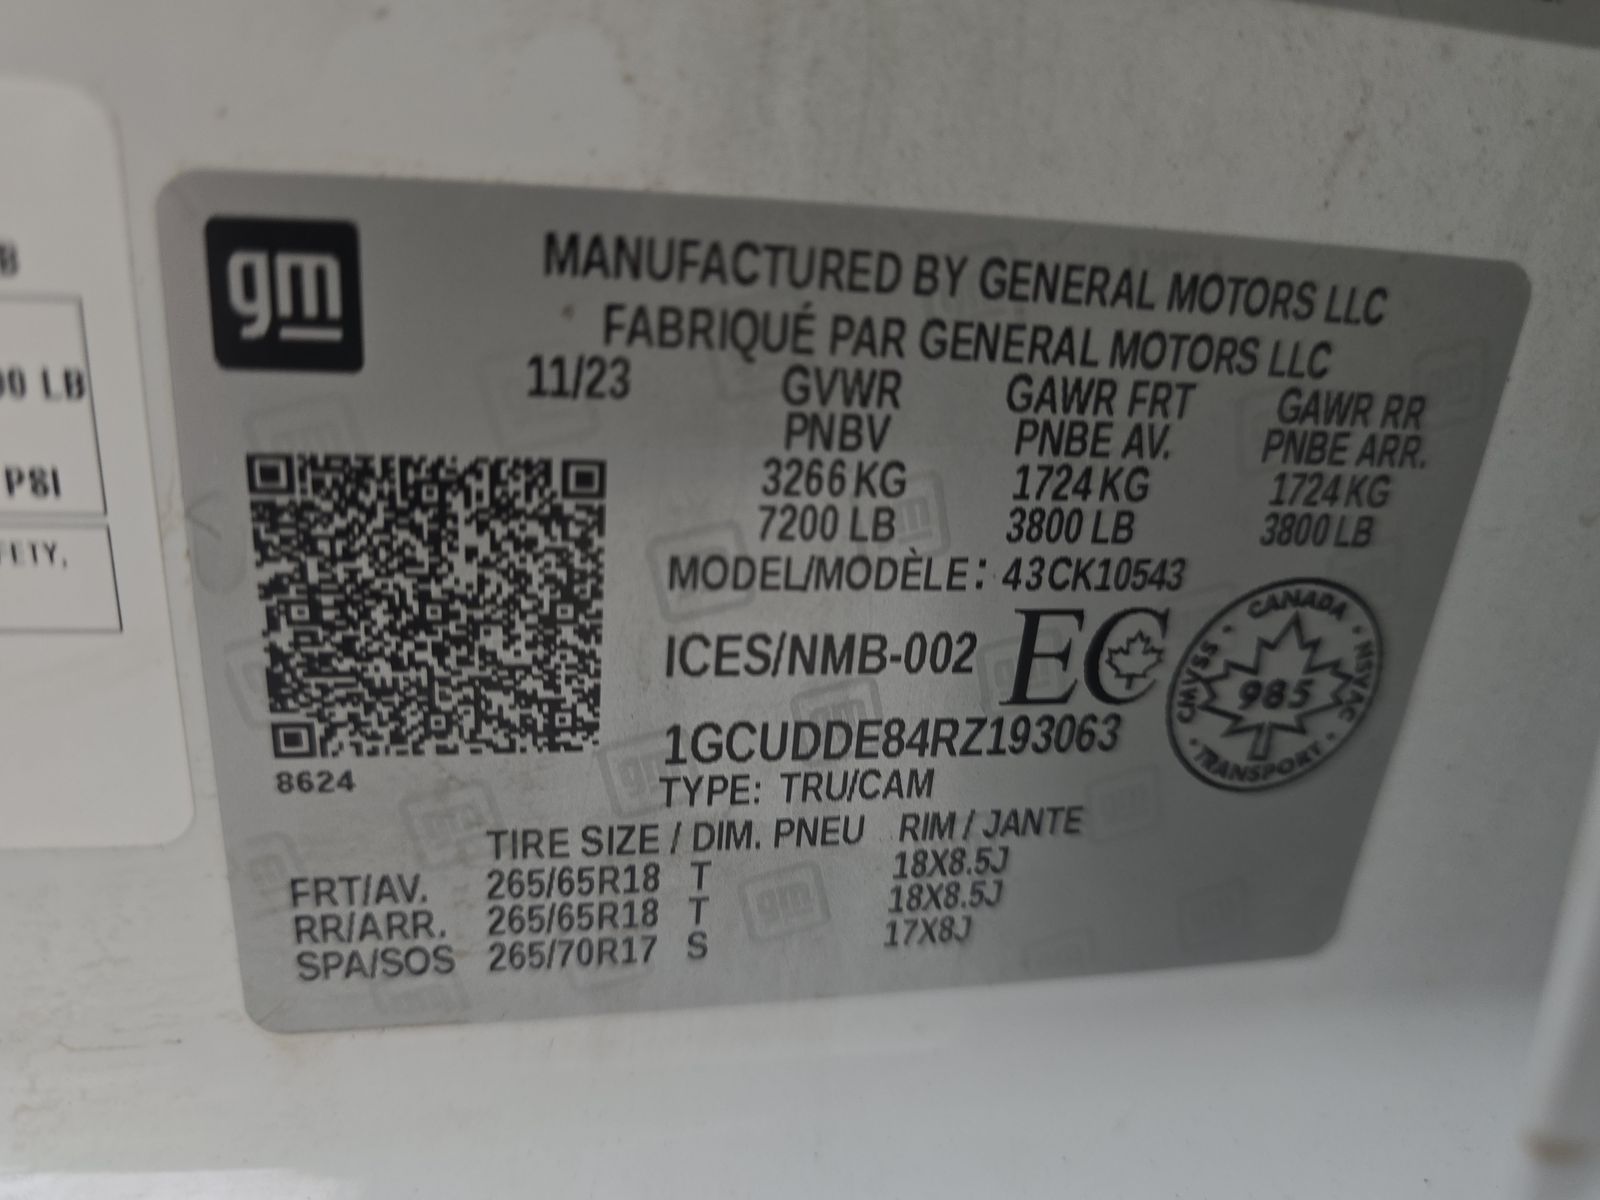 B
00 LB
PSI
FETY,
gm
MANUFACTURED BY GENERAL MOTORS LLC
FABRIQUÉ PAR GENERAL MOTORS LLC
11/23 GVWR GAWR FRT GAWR RR
PNBV PNBE AV. PNBE ARR.
3266 KG 1724 KG 1724 KG
7200 LB 3800 LB 3800 LB
MODEL/MODÈLE: 43CK10543
ICES/NMB-002 EC
CANADA
CMVSS · NSVAC
985
TRANSPORT
1GCUDDE84RZ193063
8624
TYPE: TRU/CAM
TIRE SIZE / DIM. PNEU RIM / JANTE
FRT/AV. 265/65R18 T 18X8.5J
RR/ARR. 265/65R18 T 18X8.5J
SPA/SOS 265/70R17 S 17X8J